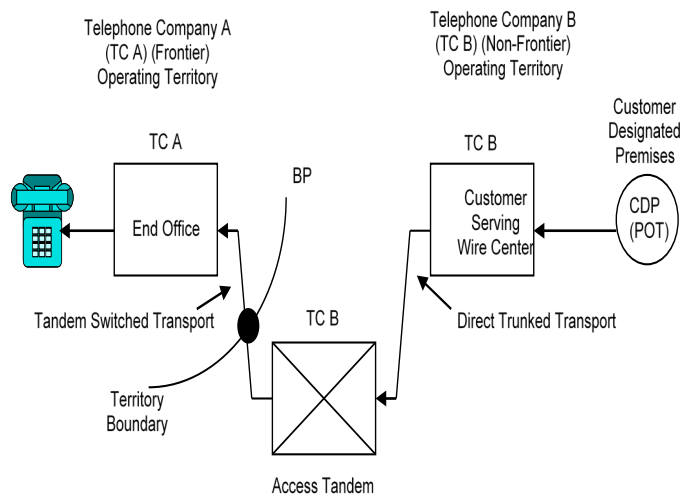 Telephone Company A
(TC A) (Frontier)
Operating Territory
Telephone Company B
(TC B) (Non-Frontier)
Operating Territory
Customer
Designated
Premises
TC A
BP
TC B
End Office
Customer
Serving
Wire Center
CDP
(POT)
Tandem Switched Transport
TC B
Direct Trunked Transport
Territory
Boundary
Access Tandem